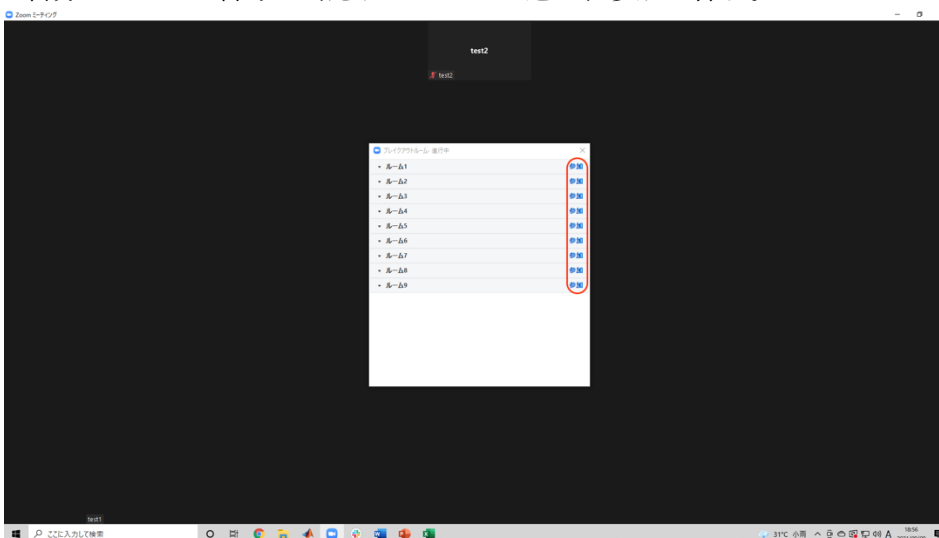 Zoom ミーティング
test2
test2
ブレイクアウトルーム- 進行中
ルーム1 参加
ルーム2 参加
ルーム3 参加
ルーム4 参加
ルーム5 参加
ルーム6 参加
ルーム7 参加
ルーム8 参加
ルーム9 参加
test1
ここに入力して検索
31°C 小雨
A
18:56